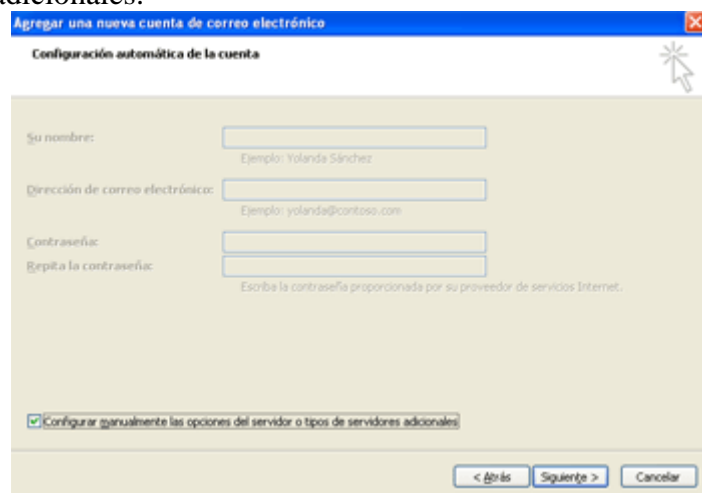 adicionales.
Agregar una nueva cuenta de correo electrónico
Configuración automática de la cuenta
Su nombre:
Ejemplo: Yolanda Sánchez
Dirección de correo electrónico:
Ejemplo: yolanda@contoso.com
Contraseña:
Repita la contraseña:
Escriba la contraseña proporcionada por su proveedor de servicios Internet.
Configurar manualmente las opciones del servidor o tipos de servidores adicionales
< Atrás Siguiente > Cancelar